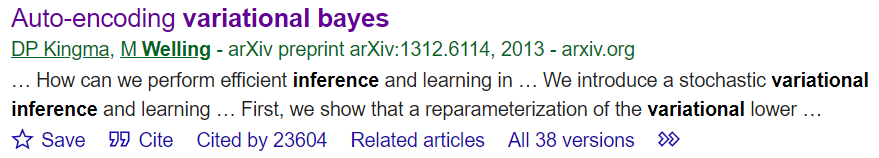 Auto-encoding variational bayes
DP Kingma, M Welling - arXiv preprint arXiv:1312.6114, 2013 - arxiv.org
… How can we perform efficient inference and learning in … We introduce a stochastic variational
inference and learning … First, we show that a reparameterization of the variational lower …
Save Cite Cited by 23604 Related articles All 38 versions